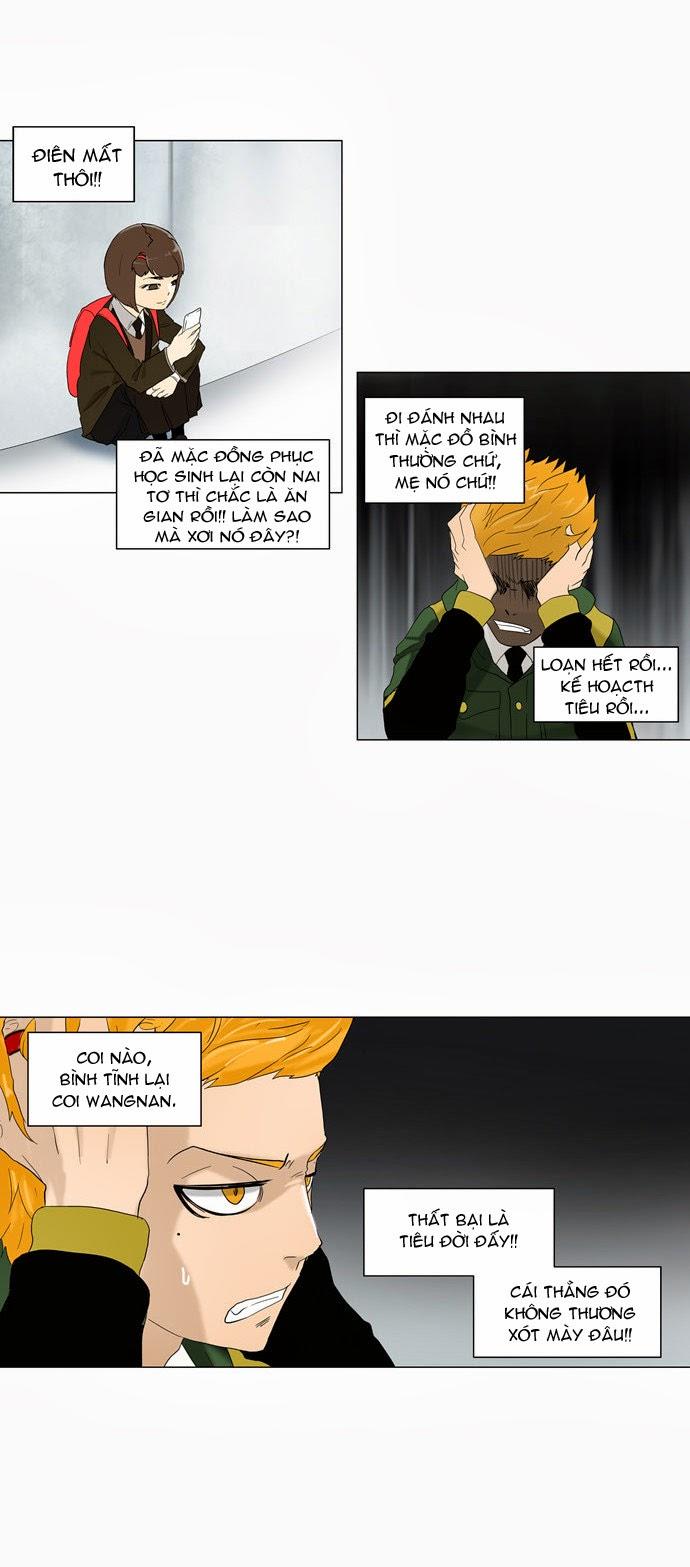 ĐIÊN MẤT
THÔI!!
ĐÃ MẶC ĐỒNG PHỤC
HỌC SINH LẠI CÒN NAI
TƠ THÌ CHẮC LÀ ĂN
GIAN RỒI!! LÀM SAO
MÀ XƠI NÓ ĐÂY?!
ĐI ĐÁNH NHAU
THÌ MẶC ĐỒ BÌNH
THƯỜNG CHỨ,
MẸ NÓ CHỨ!!
LOẠN HẾT RỒI...
KẾ HOẠCTH
TIÊU RỒI...
COI NÀO,
BÌNH TĨNH LẠI
COI WANGNAN.
THẤT BẠI LÀ
TIÊU ĐỜI ĐẤY!!
CÁI THẰNG ĐÓ
KHÔNG THƯƠNG
XÓT MÀY ĐÂU!!